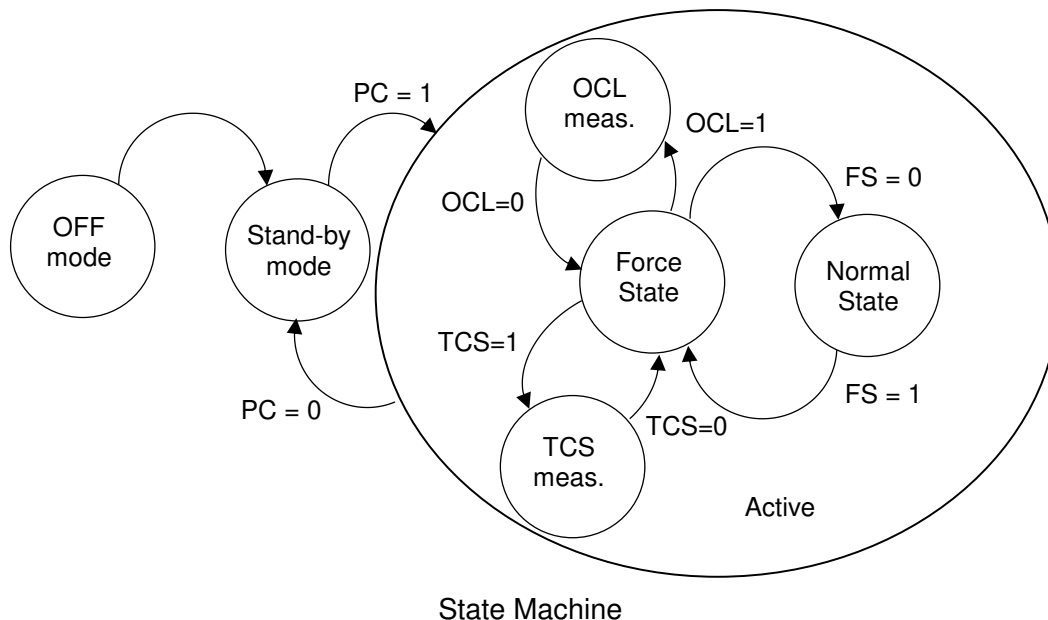 PC = 1
OCL
meas.
OCL=1
FS = 0
OCL=0
OFF
mode
Stand-by
mode
Force
State
Normal
State
TCS=1
PC = 0
FS = 1
TCS=0
TCS
meas.
Active
State Machine